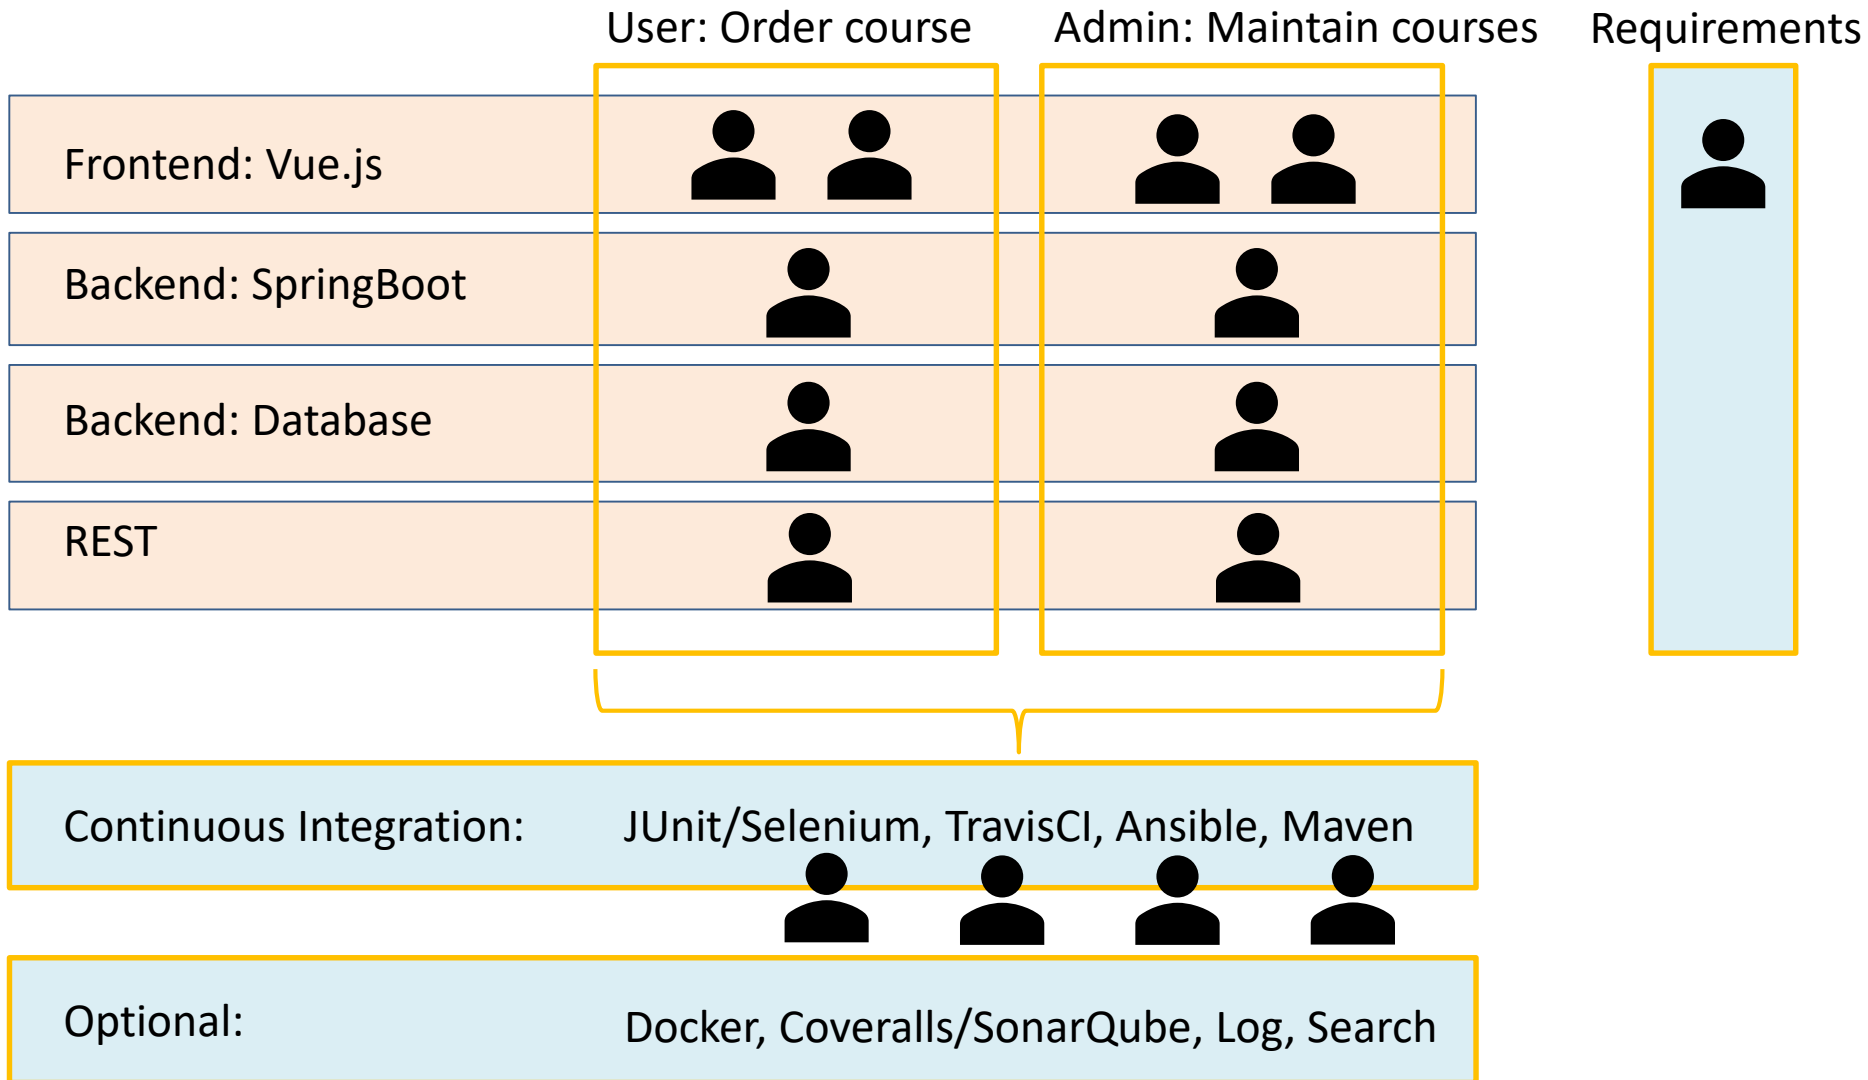 User: Order course
Admin: Maintain courses
Requirements
Frontend: Vue.js
Backend: SpringBoot
Backend: Database
REST
Continuous Integration: JUnit/Selenium, TravisCI, Ansible, Maven
Optional: Docker, Coveralls/SonarQube, Log, Search